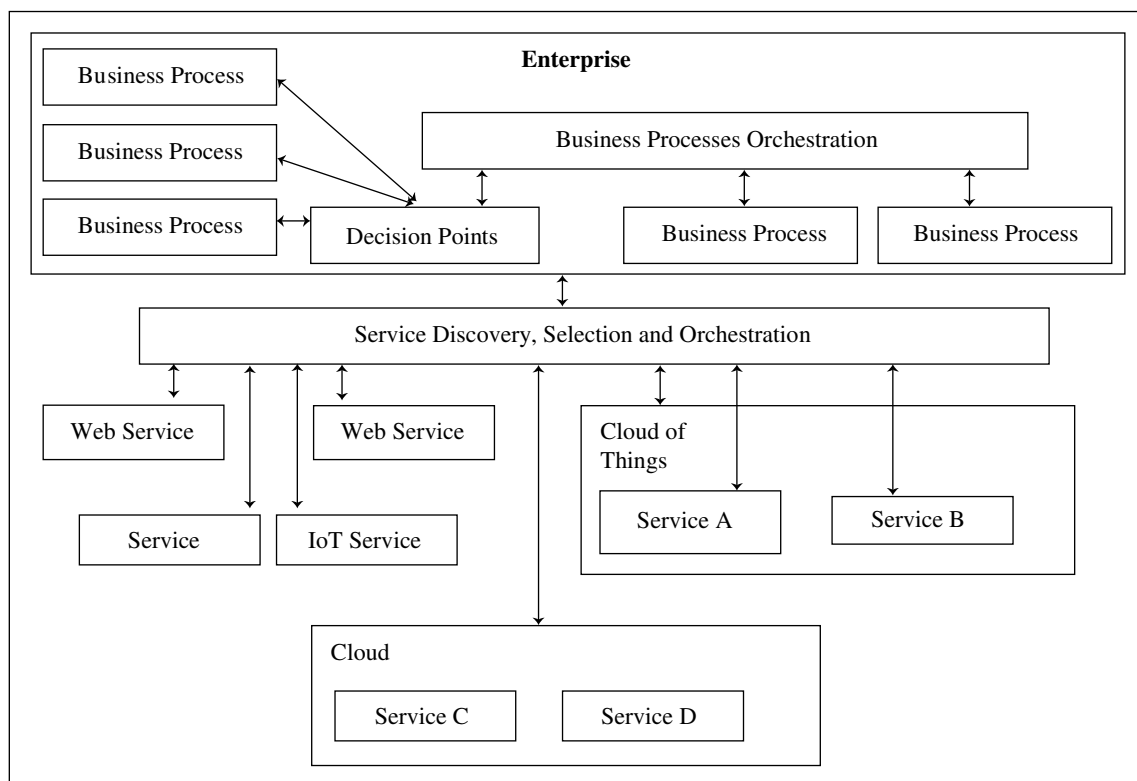 Enterprise
Business Process
Business Process
Business Process
Business Processes Orchestration
Decision Points
Business Process
Business Process
Service Discovery, Selection and Orchestration
Web Service
Web Service
Service
IoT Service
Cloud of
Things
Service A
Service B
Cloud
Service C
Service D